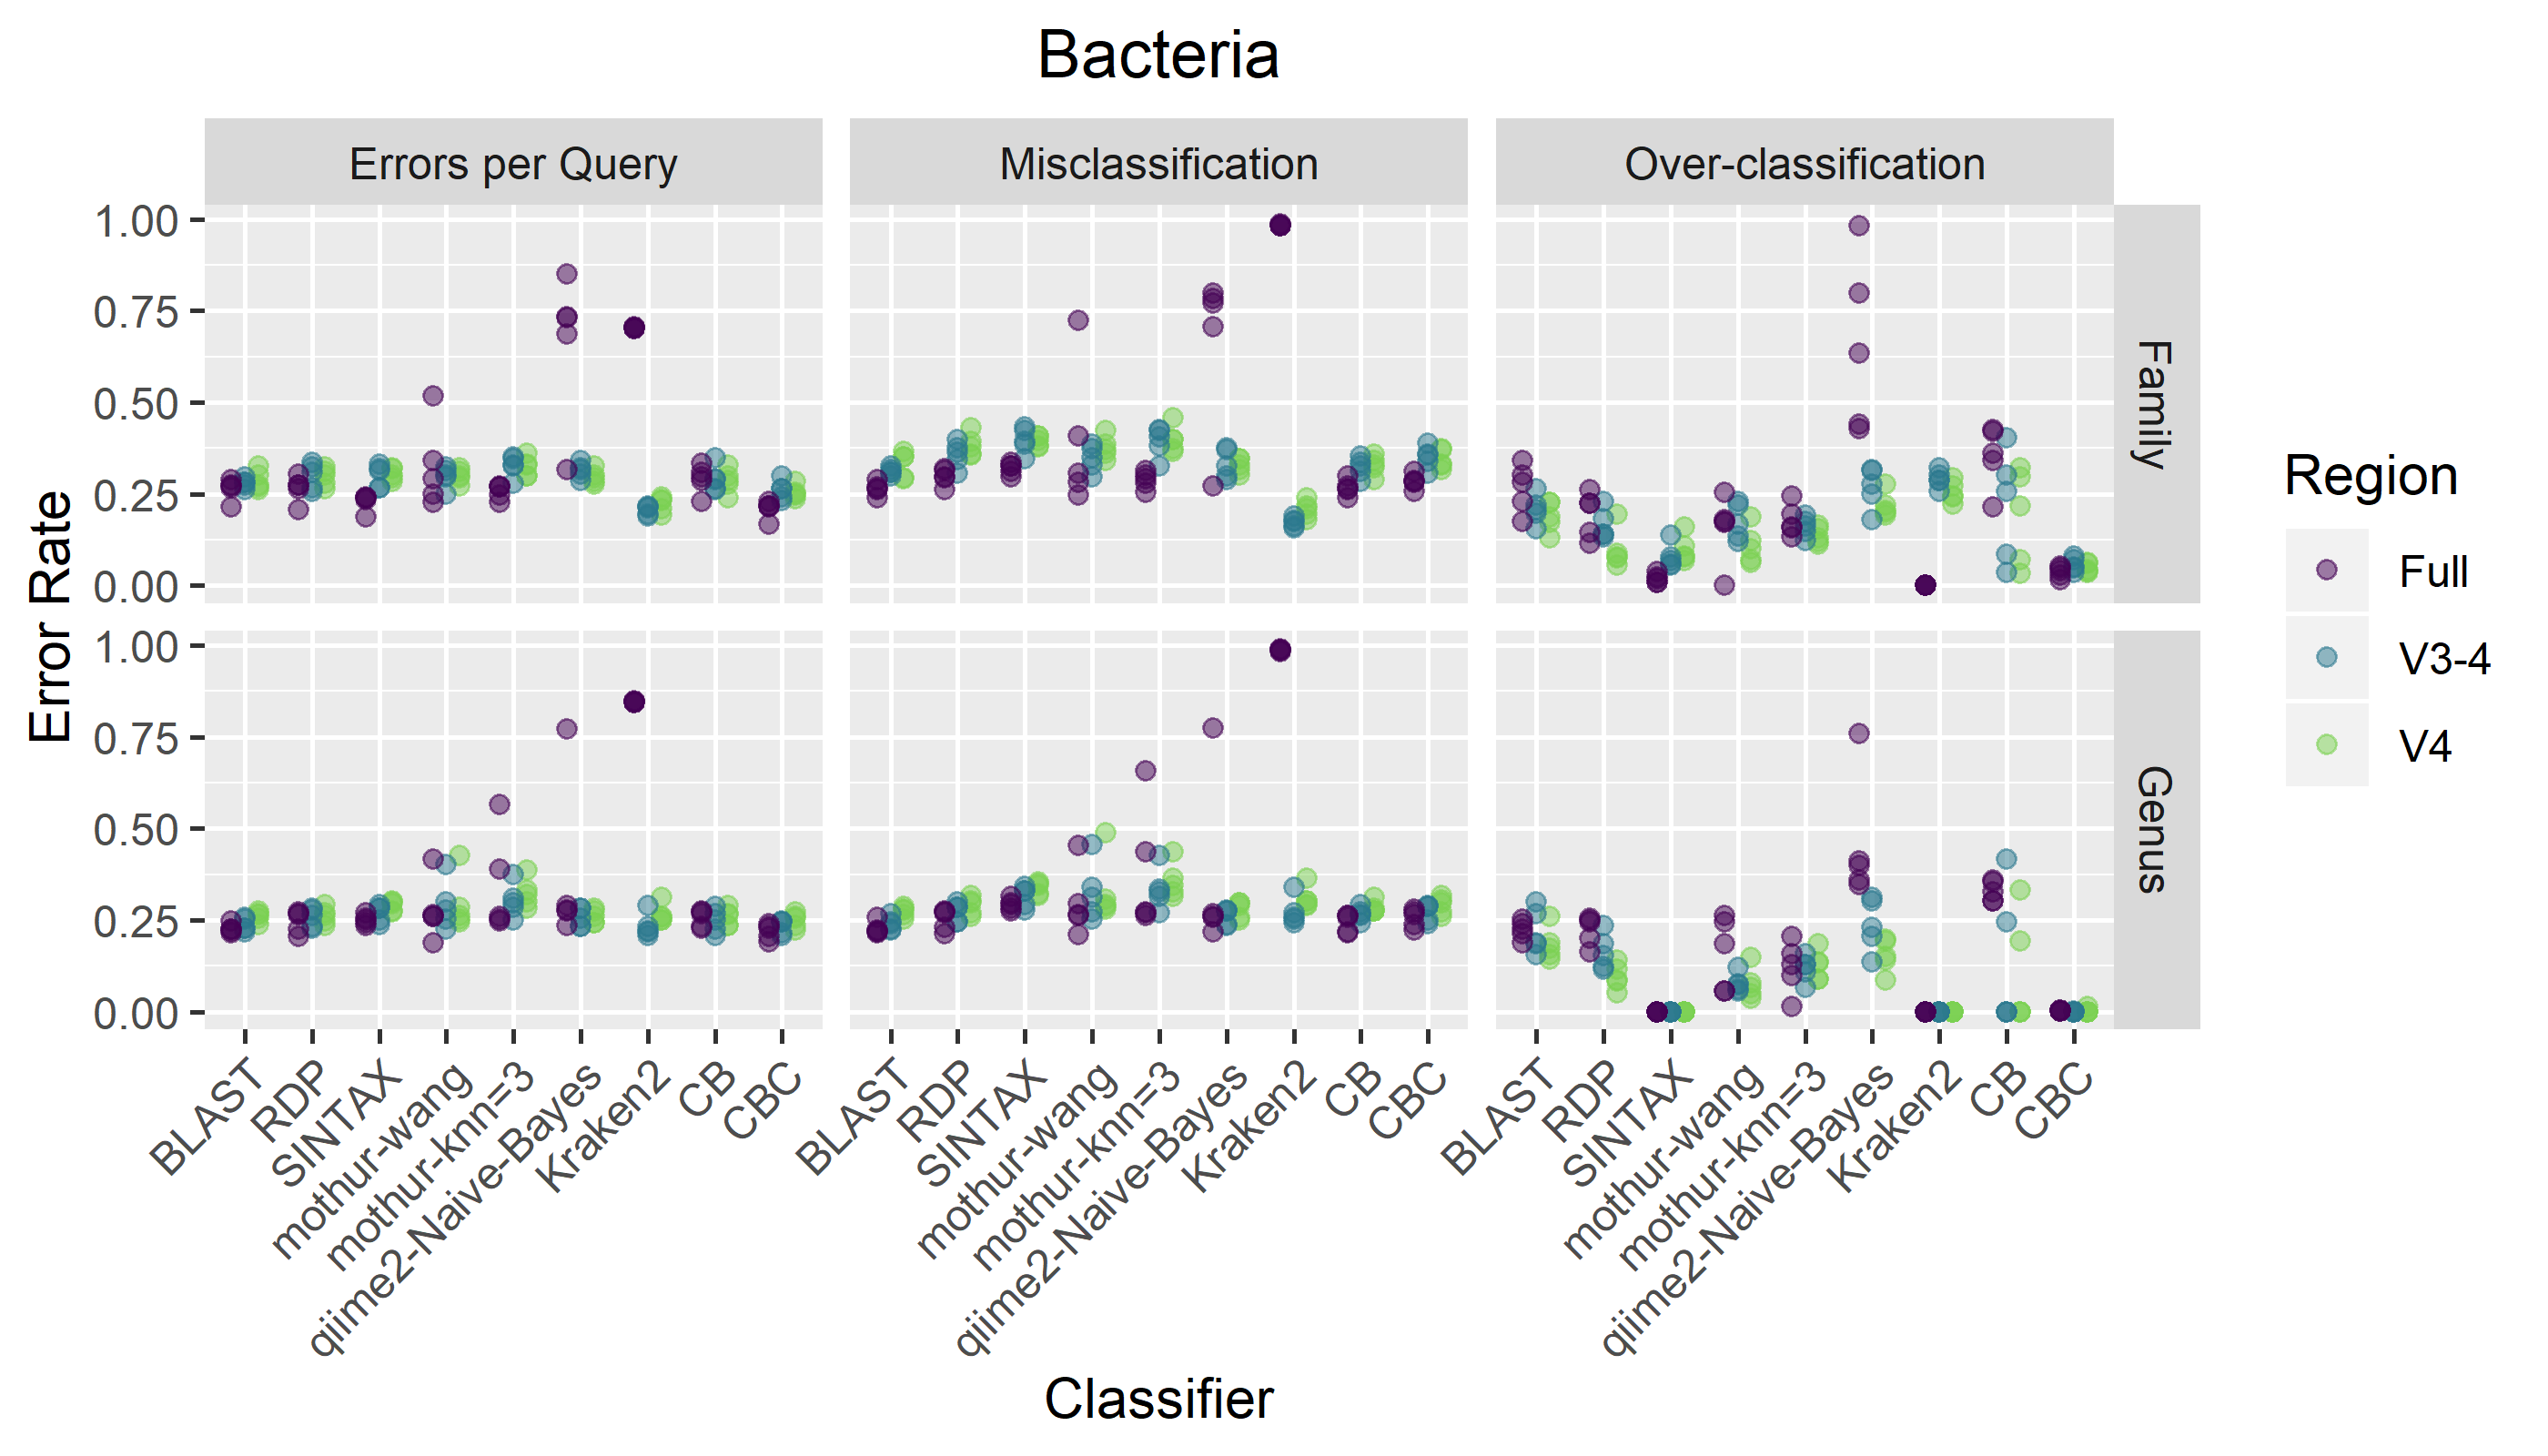 Bacteria
Errors per Query
Misclassification
Over-classification
1.00
0.75
0.50
0.25
0.00
Family
1.00
0.75
0.50
0.25
0.00
Genus
Error Rate
BLAST
RDP
SINTAX
mothur-wang
mothur-knn=3
qiime2-Naive-Bayes
Kraken2
CB
CBC
BLAST
RDP
SINTAX
mothur-wang
mothur-knn=3
qiime2-Naive-Bayes
Kraken2
CB
CBC
BLAST
RDP
SINTAX
mothur-wang
mothur-knn=3
qiime2-Naive-Bayes
Kraken2
CB
CBC
Classifier
Region
Full
V3-4
V4